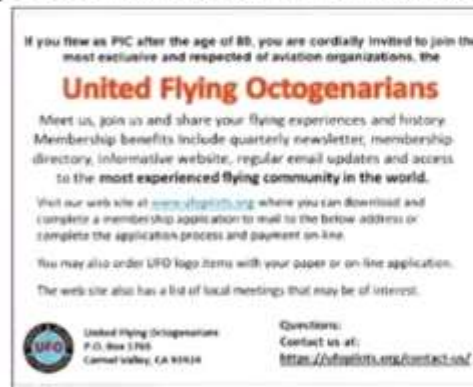 If you flew as PIC after the age of 80, you are cordially invited to join the
most exclusive and respected of aviation organizations, the
United Flying Octogenarians
Meet us, join us and share your flying experiences and history.
Membership benefits include quarterly newsletter, membership
directory, informative website, regular email updates and access
to the most experienced flying community in the world.
Visit our web site at www.ufopilots.org where you can download and
complete a membership application to mail to the below address or
complete the application process and payment on-line.
You may also order UFO logo items with your paper or on-line application.
The web site also has a list of local meetings that may be of interest.
UFO
United Flying Octogenarians
P.O. Box
Carmel Valley, CA 93924
Questions:
Contact us at:
https://ufopilots.org/contact-us/